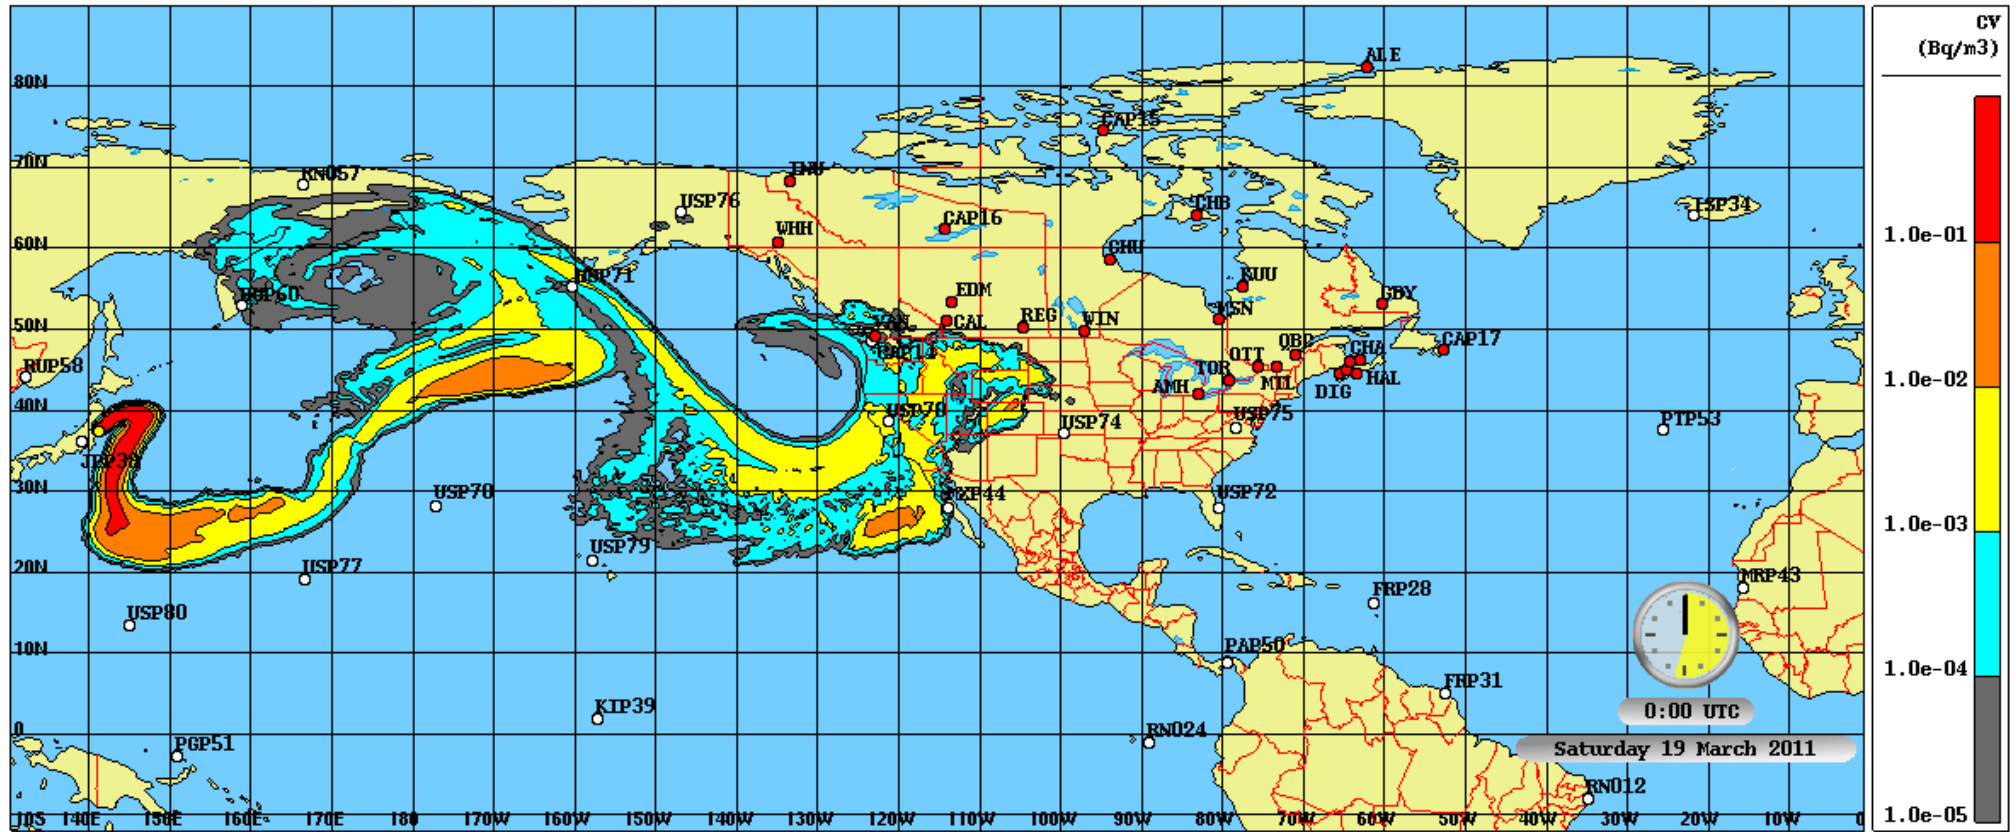 CV
(Bq/m3)
ALE
80N
CAP15
70N
RN057
INU
USP76
CHB
ISP34
CAP16
WHH
60N
CHU
KUU
EDM
GBY
50N
CAL
REG
WIN
CAP14
OTT
CHA
CAP17
RUP58
TOR
AMH
MTL
DIG
HAL
40N
USP74
USP75
PTP53
30N
USP70
USP72
USP79
20N
USP77
MRP43
USP80
FRP28
10N
PAP50
FRP31
KIP39
0
RN024
PGP51
RN012
10S 140E 150E 160E 170E 180 170W 160W 150W 140W 130W 120W 110W 100W 90W 80W 70W 60W 50W 40W 30W 20W 10W 0
0:00 UTC
Saturday 19 March 2011
1.0e-01
1.0e-02
1.0e-03
1.0e-04
1.0e-05